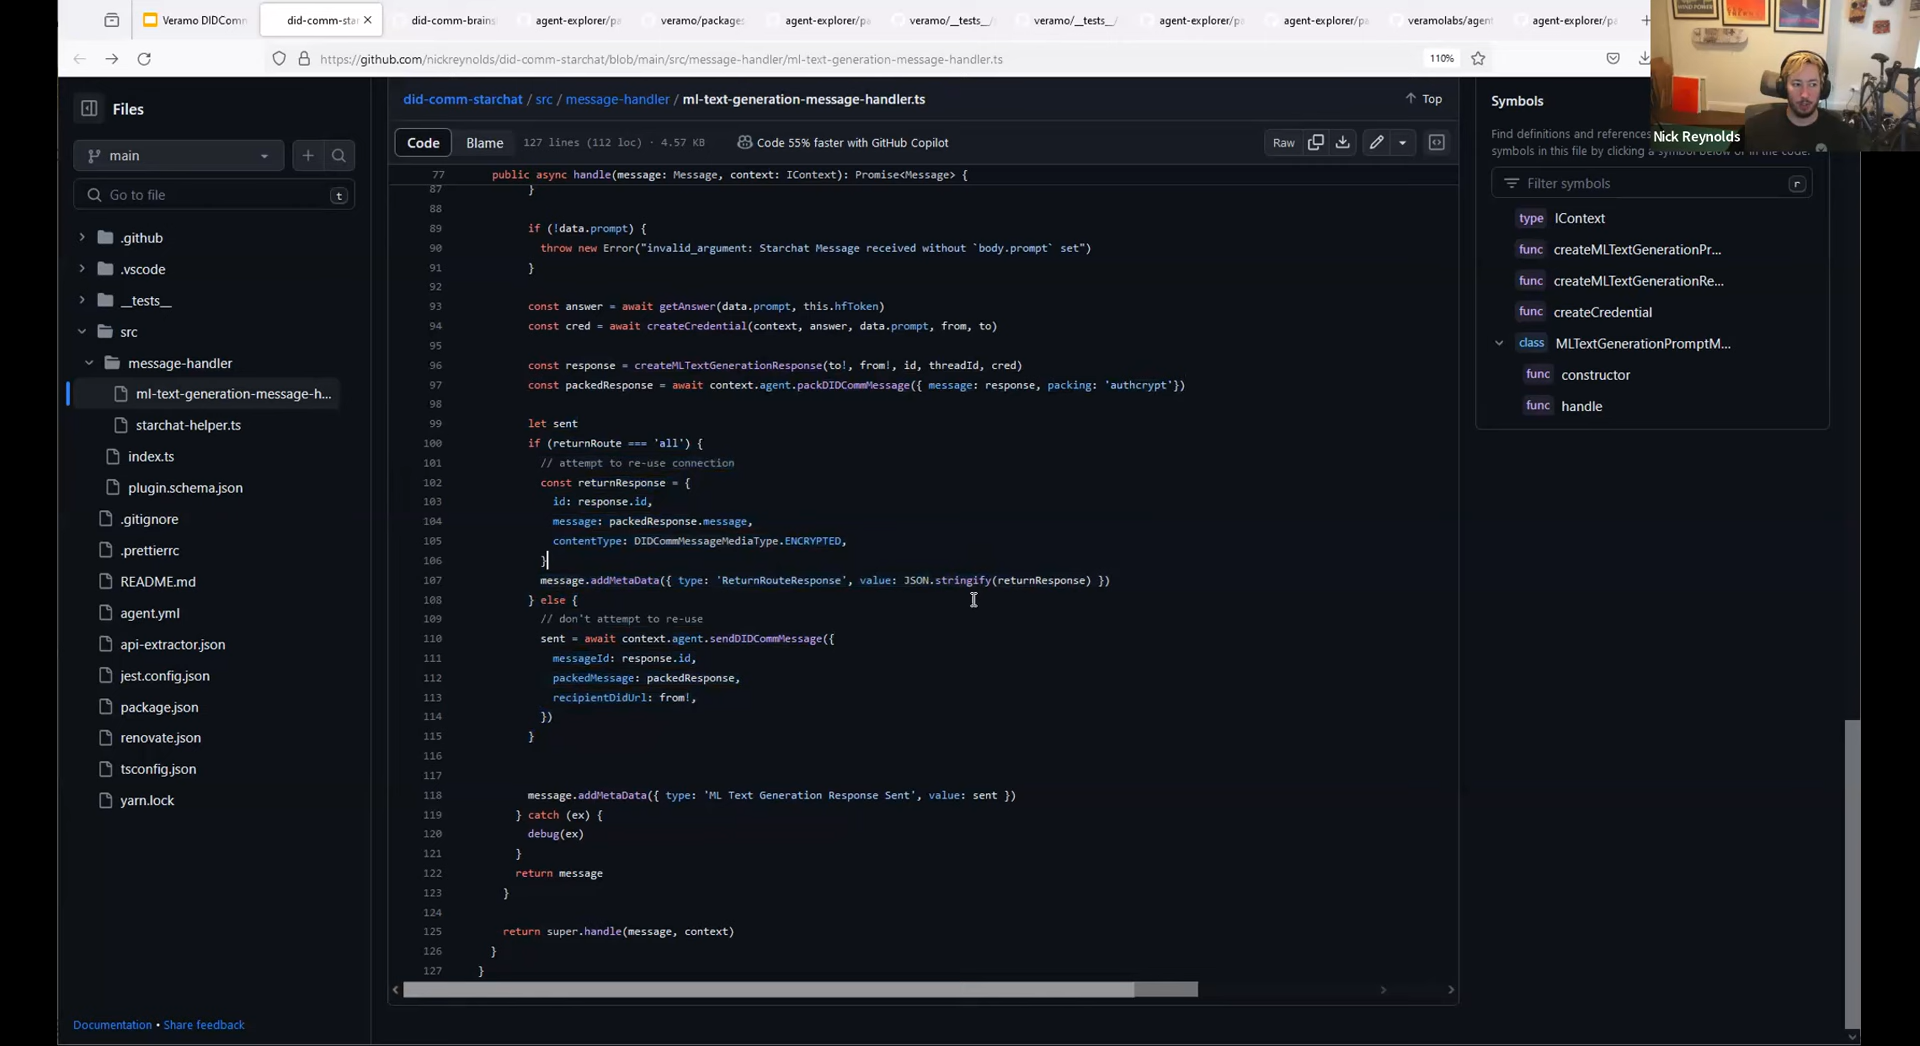 Veramo DIDComm
did-comm-star
did-comm-brains
agent-explorer/pa
veramo/packages
agent-explorer/pa
veramo/__tests__/
veramo/__tests__/
agent-explorer/pa
agent-explorer/pa
veramolabs/agent
agent-explorer/pa
https://github.com/nickreynolds/did-comm-starchat/blob/main/src/message-handler/ml-text-generation-message-handler.ts
110%
Files
main
Go to file
t
.github
.vscode
__tests__
src
message-handler
ml-text-generation-message-h...
starchat-helper.ts
index.ts
plugin.schema.json
.gitignore
.prettierrc
README.md
agent.yml
api-extractor.json
jest.config.json
package.json
renovate.json
tsconfig.json
yarn.lock
Documentation • Share feedback
did-comm-starchat / src / message-handler / ml-text-generation-message-handler.ts
Top
Code Blame 127 lines (112 loc) · 4.57 KB Code 55% faster with GitHub Copilot
Raw
77 public async handle(message: Message, context: IContext): Promise<Message> {
87 }
88
89 if (!data.prompt) {
90 throw new Error("invalid_argument: Starchat Message received without `body.prompt` set")
91 }
92
93 const answer = await getAnswer(data.prompt, this.hfToken)
94 const cred = await createCredential(context, answer, data.prompt, from, to)
95
96 const response = createMLTextGenerationResponse(to!, from!, id, threadId, cred)
97 const packedResponse = await context.agent.packDIDCommMessage({ message: response, packing: 'authcrypt'})
98
99 let sent
100 if (returnRoute === 'all') {
101 // attempt to re-use connection
102 const returnResponse = {
103 id: response.id,
104 message: packedResponse.message,
105 contentType: DIDCommMessageMediaType.ENCRYPTED,
106 }
107 message.addMetaData({ type: 'ReturnRouteResponse', value: JSON.stringify(returnResponse) })
108 } else {
109 // don't attempt to re-use
110 sent = await context.agent.sendDIDCommMessage({
111 messageId: response.id,
112 packedMessage: packedResponse,
113 recipientDidUrl: from!,
114 })
115 }
116
117
118 message.addMetaData({ type: 'ML Text Generation Response Sent', value: sent })
119 } catch (ex) {
120 debug(ex)
121 }
122 return message
123 }
124
125 return super.handle(message, context)
126 }
127 }
Symbols
Find definitions and references
symbols in this file by clicking a symbol below or in the code.
Filter symbols
r
type IContext
func createMLTextGenerationPr...
func createMLTextGenerationRe...
func createCredential
class MLTextGenerationPromptM...
func constructor
func handle
Nick Reynolds